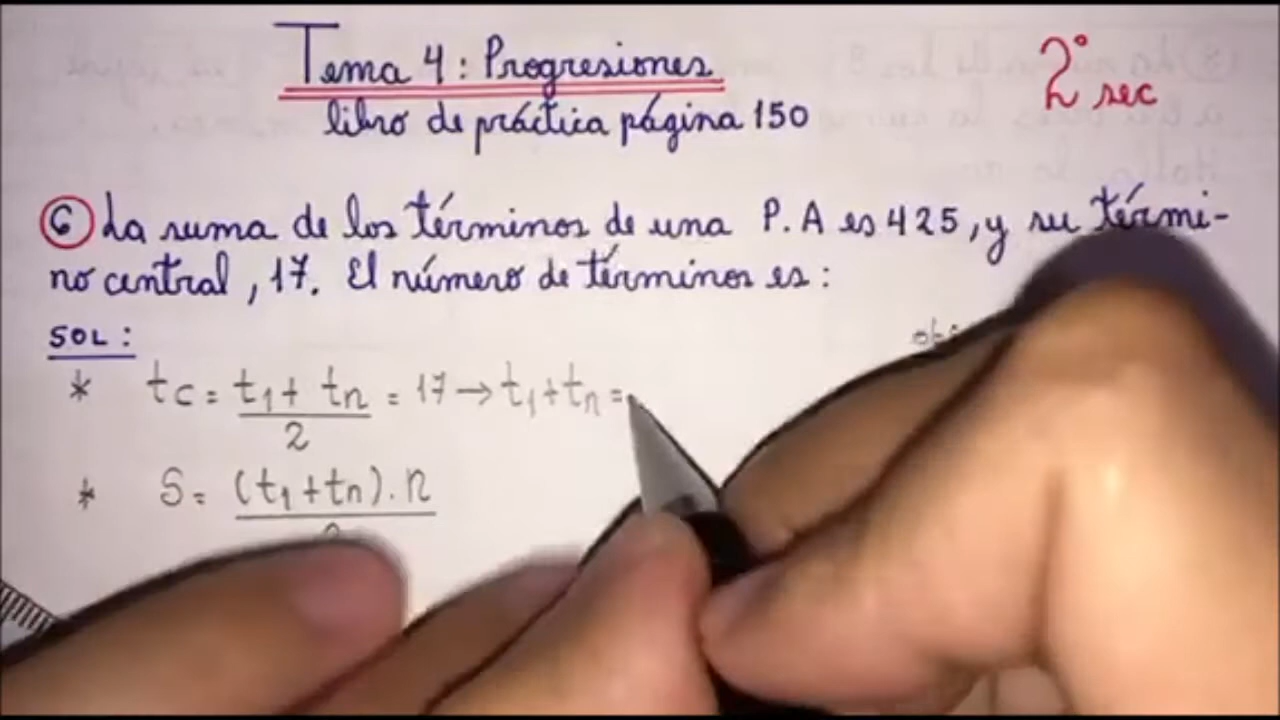 Tema 4 : Progresiones
2° sec
libro de práctica página 150
6 La suma de los términos de una P.A es 425, y su térmi-
no central, 17. El número de términos es :
SOL :
* tc = t1 + tn / 2 = 17 → t1 + tn =
* S = (t1 + tn) . n